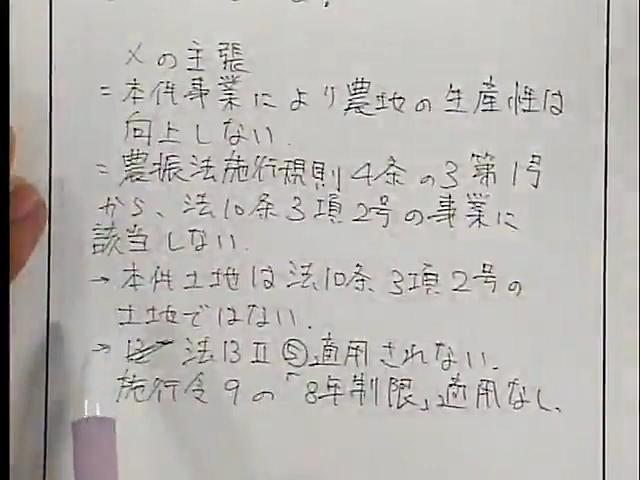 Xの主張
=本件事業により農地の生産性は
向上しない.
=農振法施行規則4条の3第1号
から、法10条3項2号の事業に
該当しない.
→本件土地は法10条3項2号の
土地ではない.
→ 法13Ⅱ⑤適用されない.
施行令9の「8年制限」適用なし.